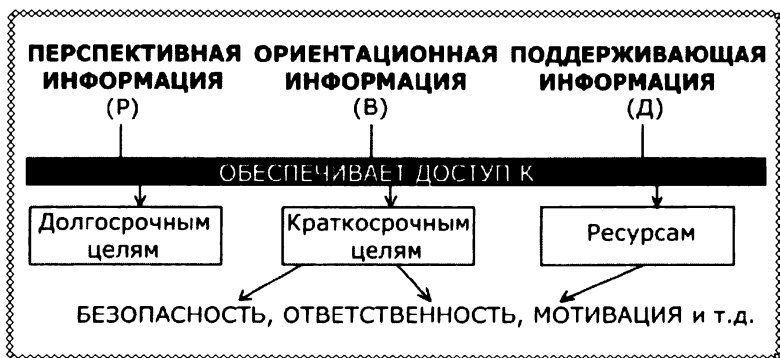 ПЕРСПЕКТИВНАЯ ОРИЕНТАЦИОННАЯ ПОДДЕРЖИВАЮЩАЯ
ИНФОРМАЦИЯ ИНФОРМАЦИЯ ИНФОРМАЦИЯ
(Р) (В) (Д)
ОБЕСПЕЧИВАЕТ ДОСТУП К
Долгосрочным Краткосрочным Ресурсам
целям целям
БЕЗОПАСНОСТЬ, ОТВЕТСТВЕННОСТЬ, МОТИВАЦИЯ и т.д.